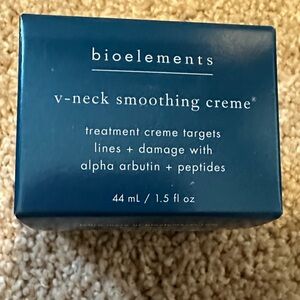 bioelements
v-neck smoothing creme®
treatment creme targets
lines + damage with
alpha arbutin + peptides
44 mL / 1.5 fl oz